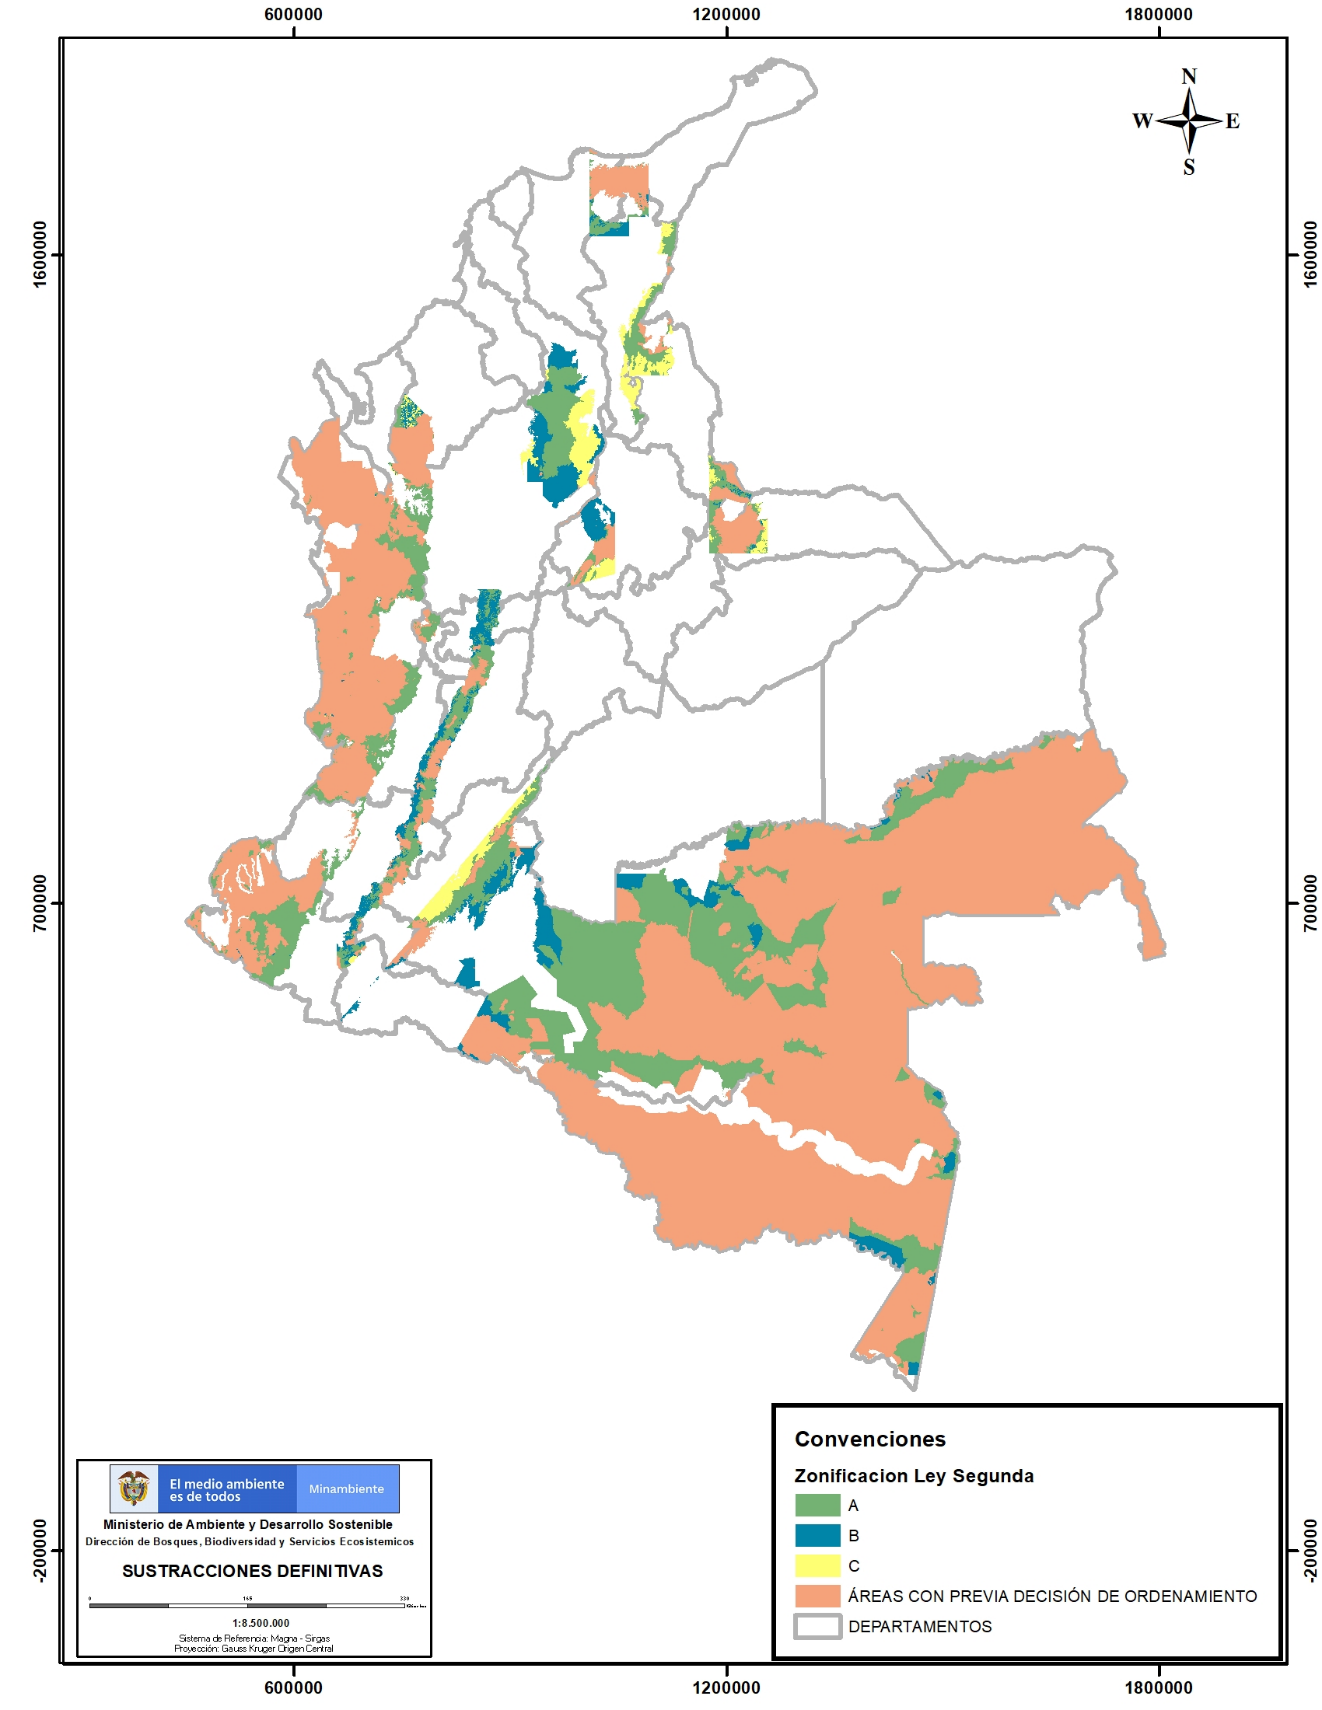 600000 1200000 1800000
N
W E
S
1600000 1600000
700000 700000
-200000 -200000
Convenciones
Zonificacion Ley Segunda
A
B
C
ÁREAS CON PREVIA DECISIÓN DE ORDENAMIENTO
DEPARTAMENTOS
El medio ambiente
es de todos
Minambiente
Ministerio de Ambiente y Desarrollo Sostenible
Dirección de Bosques, Biodiversidad y Servicios Ecosistemicos
SUSTRACCIONES DEFINITIVAS
0 165 330
1:8.500.000
Sistema de Referencia: Magna - Sirgas
Proyección: Gauss Kruger Origen Central
600000 1200000 1800000